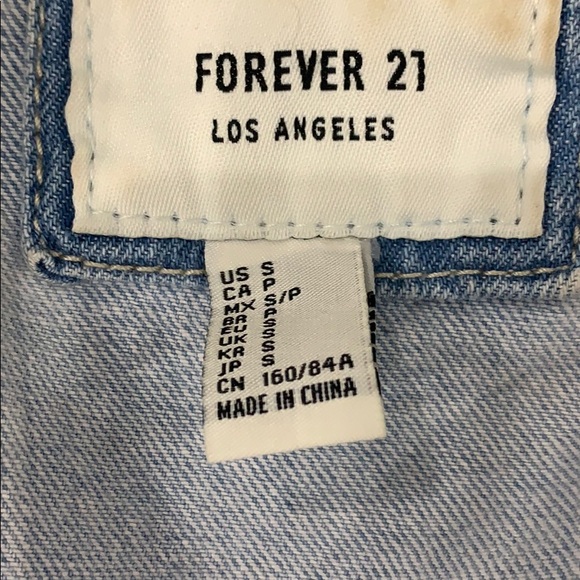 FOREVER 21
LOS ANGELES
US S
CA P
MX S/P
BR P
EU S
UK S
KR S
JP S
CN 160/84A
MADE IN CHINA